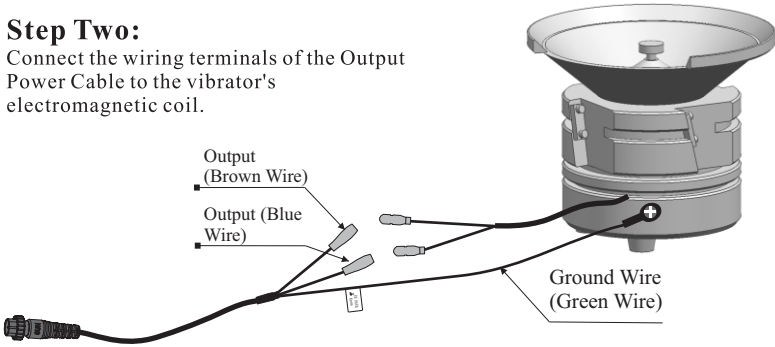 Step Two:
Connect the wiring terminals of the Output
Power Cable to the vibrator's
electromagnetic coil.
Output
(Brown Wire)
Output (Blue
Wire)
Ground Wire
(Green Wire)